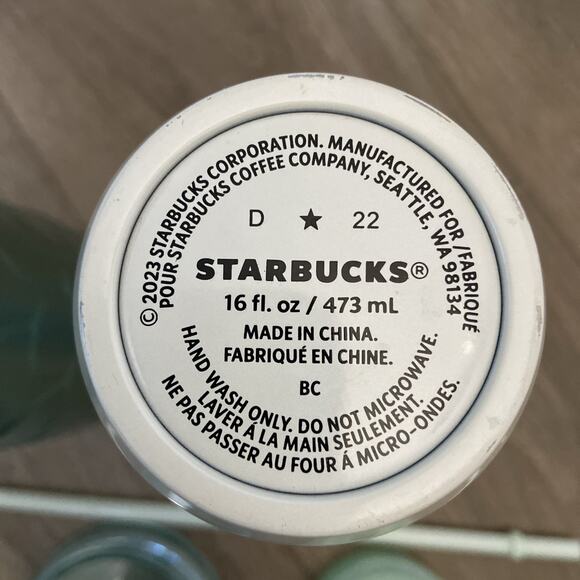 © 2023 STARBUCKS CORPORATION. MANUFACTURED FOR /FABRIQUÉ
POUR STARBUCKS COFFEE COMPANY, SEATTLE, WA 98134
D ★ 22
STARBUCKS®
16 fl. oz / 473 mL
MADE IN CHINA.
FABRIQUÉ EN CHINE.
BC
HAND WASH ONLY. DO NOT MICROWAVE.
LAVER Á LA MAIN SEULEMENT.
NE PAS PASSER AU FOUR Á MICRO-ONDES.